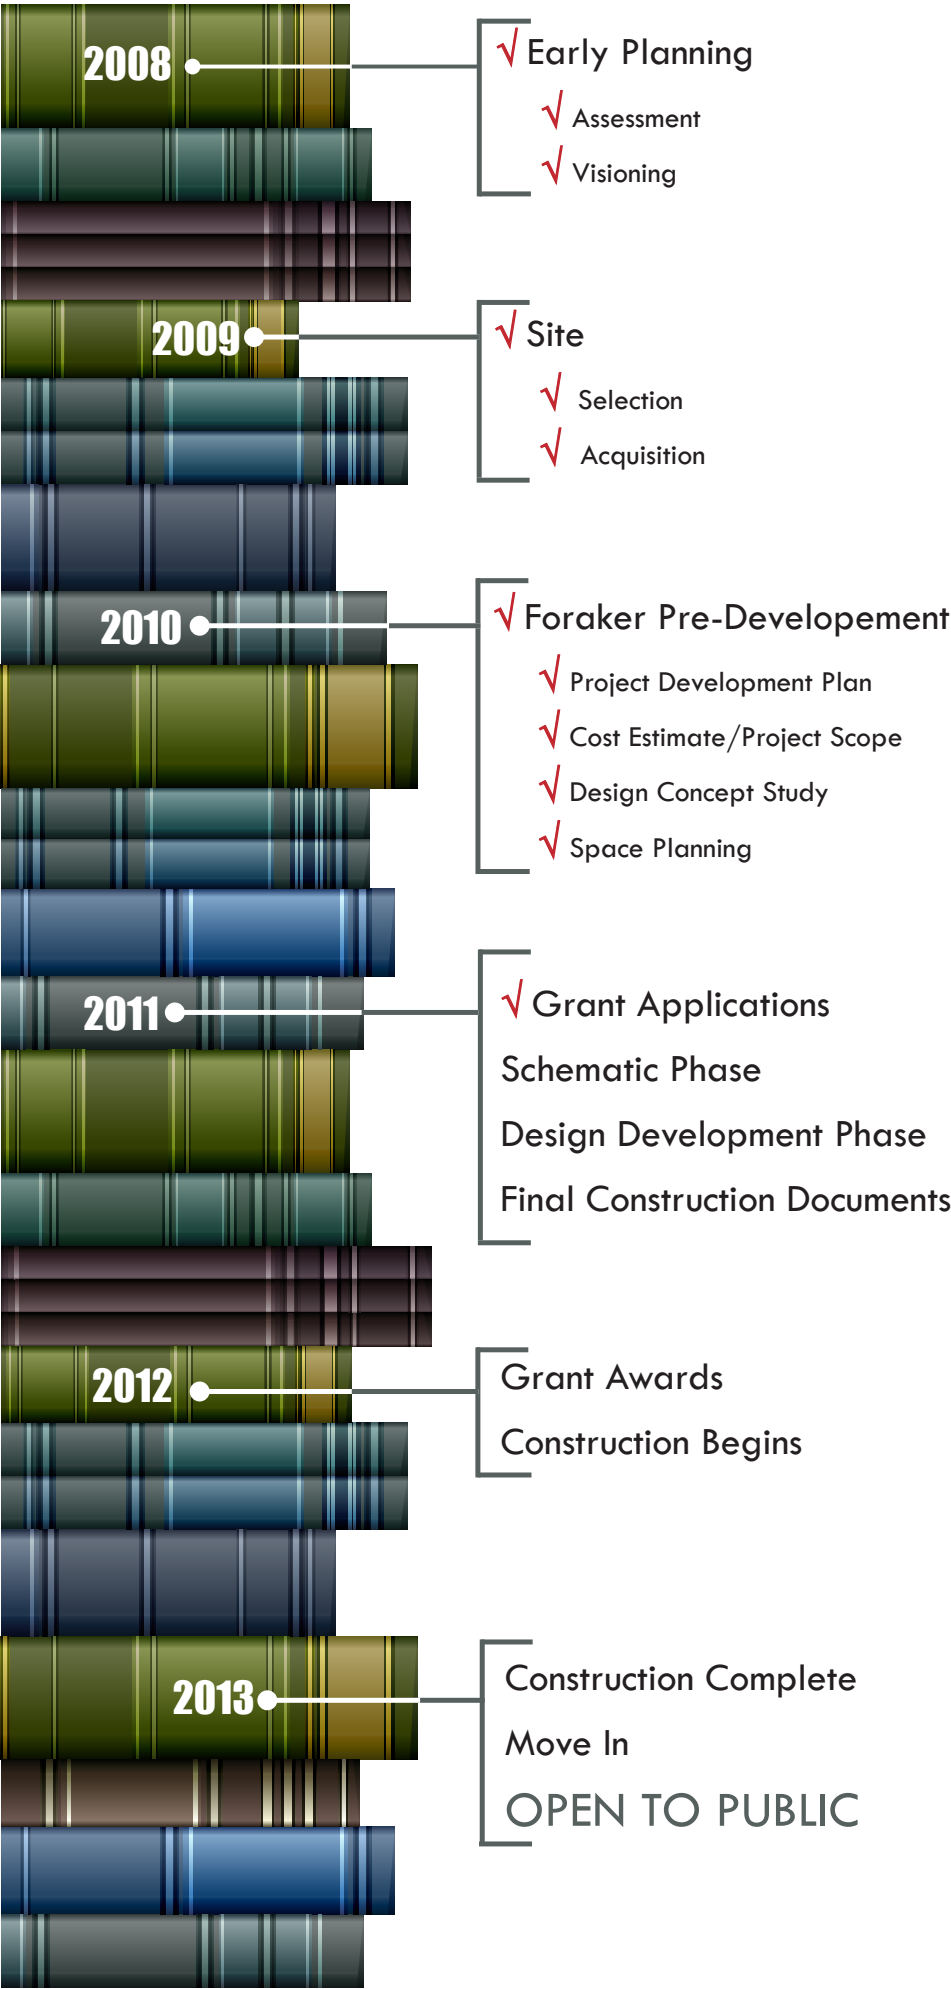 2008
√ Early Planning
√ Assessment
√ Visioning
2009
√ Site
√ Selection
√ Acquisition
2010
√ Foraker Pre-Developement
√ Project Development Plan
√ Cost Estimate/Project Scope
√ Design Concept Study
√ Space Planning
2011
√ Grant Applications
Schematic Phase
Design Development Phase
Final Construction Documents
2012
Grant Awards
Construction Begins
2013
Construction Complete
Move In
OPEN TO PUBLIC